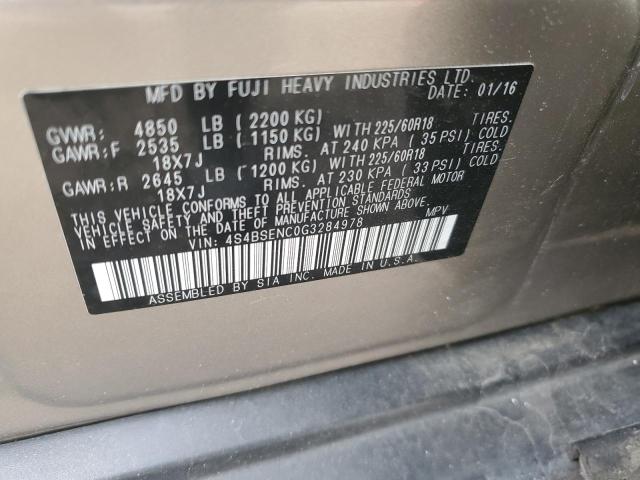 MFD BY FUJI HEAVY INDUSTRIES LTD.
DATE: 01/16
GVWR: 4850 LB (2200 KG)
GAWR:F 2535 LB (1150 KG) WITH 225/60R18 TIRES.
18X7J RIMS. AT 240 KPA (35 PSI) COLD
GAWR:R 2645 LB (1200 KG) WITH 225/60R18 TIRES.
18X7J RIMS. AT 230 KPA (33 PSI) COLD
THIS VEHICLE CONFORMS TO ALL APPLICABLE FEDERAL MOTOR
VEHICLE SAFETY AND THEFT PREVENTION STANDARDS
IN EFFECT ON THE DATE OF MANUFACTURE SHOWN ABOVE.
VIN: 4S4BSENC0G3284978 MPV
ASSEMBLED BY SIA INC. MADE IN U.S.A.